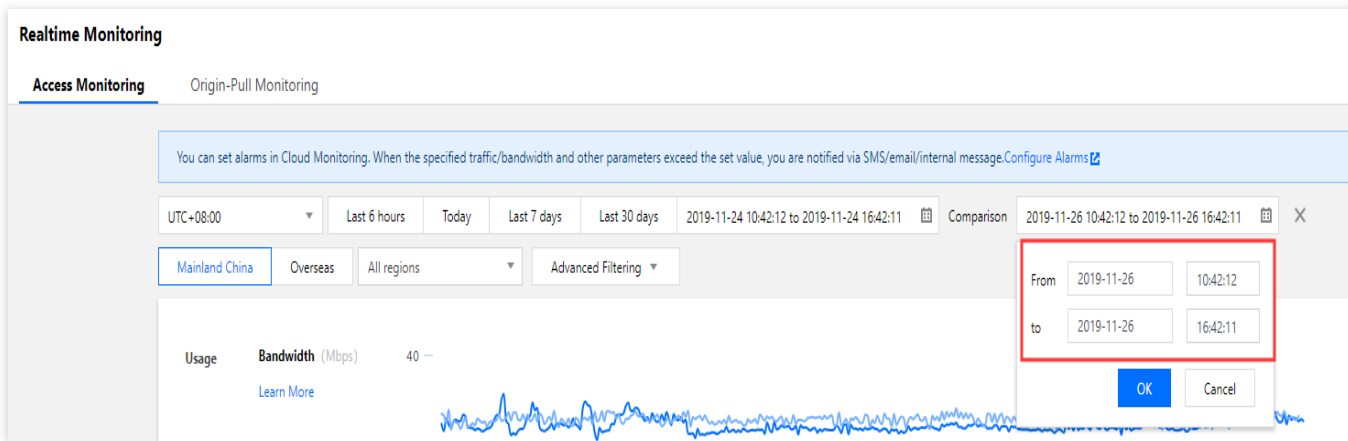 Realtime Monitoring
Access Monitoring Origin-Pull Monitoring
You can set alarms in Cloud Monitoring. When the specified traffic/bandwidth and other parameters exceed the set value, you are notified via SMS/email/internal message.Configure Alarms
UTC+08:00 Last 6 hours Today Last 7 days Last 30 days 2019-11-24 10:42:12 to 2019-11-24 16:42:11 Comparison 2019-11-26 10:42:12 to 2019-11-26 16:42:11
Mainland China Overseas All regions Advanced Filtering
From 2019-11-26 10:42:12
to 2019-11-26 16:42:11
Usage Bandwidth (Mbps) 40
Learn More
OK Cancel